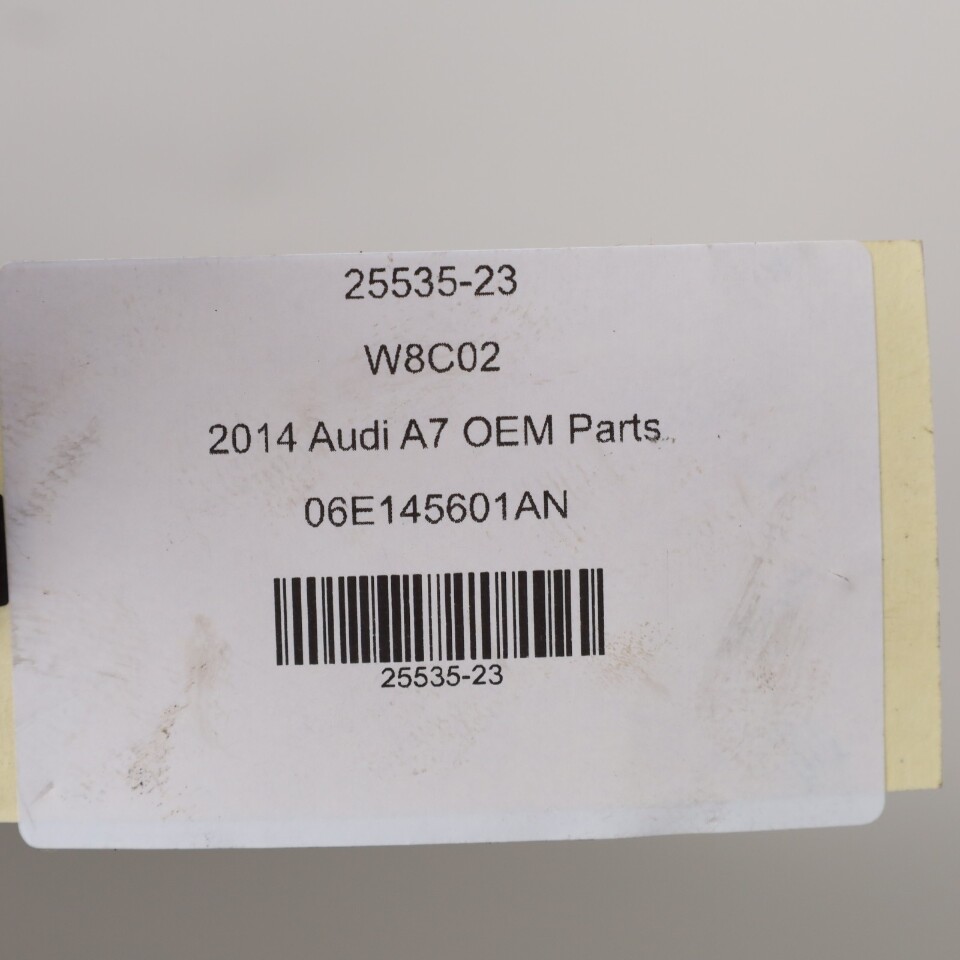 25535-23
W8C02
2014 Audi A7 OEM Parts
06E145601AN
25535-23